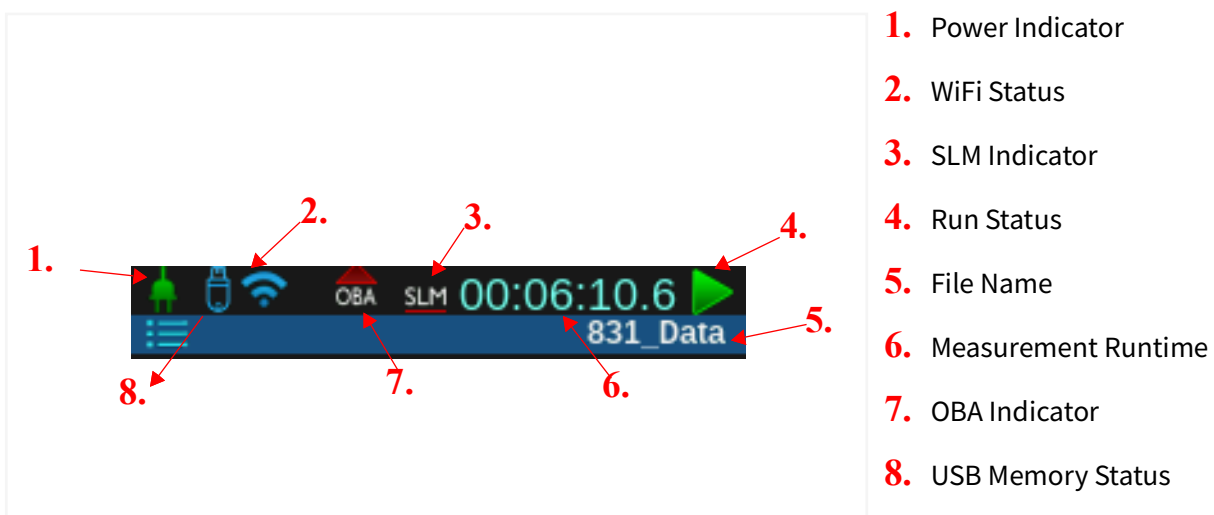 1. Power Indicator
2. WiFi Status
3. SLM Indicator
4. Run Status
5. File Name
6. Measurement Runtime
7. OBA Indicator
8. USB Memory Status
2.
3.
4.
1.
OBA SLM 00:06:10.6
831_Data
5.
8.
7.
6.